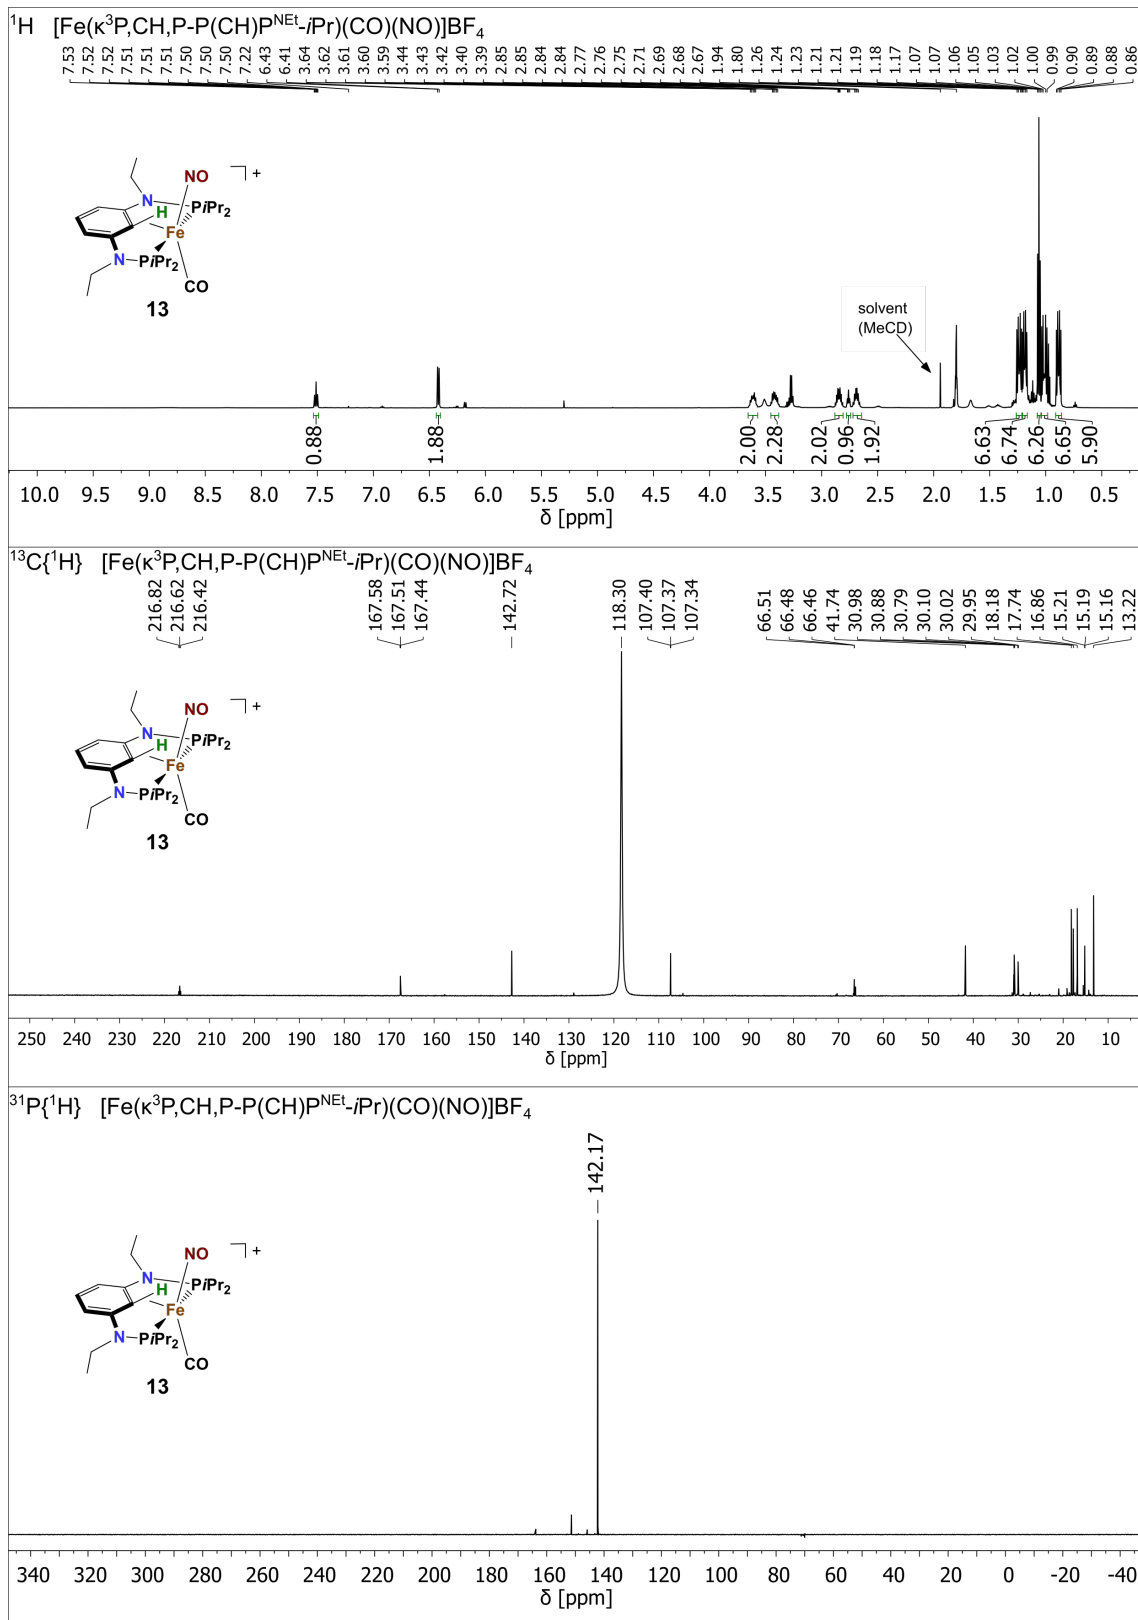 ¹H [Fe(κ³P,CH,P-P(CH)Pᴺᴱᵗ-iPr)(CO)(NO)]BF₄
7.53 7.52 7.52 7.51 7.51 7.51 7.50 7.50 7.50 7.22 6.43 6.41 3.64 3.62 3.61 3.60 3.59 3.44 3.43 3.42 3.40 3.39 2.85 2.85 2.84 2.84 2.77 2.76 2.75 2.71 2.69 2.68 2.67 1.94 1.80 1.26 1.24 1.23 1.21 1.21 1.19 1.18 1.17 1.07 1.07 1.06 1.05 1.03 1.02 1.00 0.99 0.90 0.89 0.88 0.86
NO
+
N
H
PiPr₂
Fe
N
PiPr₂
CO
13
solvent
(MeCD)
0.88 1.88 2.00 2.28 2.02 0.96 1.92 6.63 6.74 6.26 6.65 5.90
10.0 9.5 9.0 8.5 8.0 7.5 7.0 6.5 6.0 5.5 5.0 4.5 4.0 3.5 3.0 2.5 2.0 1.5 1.0 0.5
δ [ppm]
¹³C{¹H} [Fe(κ³P,CH,P-P(CH)Pᴺᴱᵗ-iPr)(CO)(NO)]BF₄
216.82 216.62 216.42 167.58 167.51 167.44 142.72 118.30 107.40 107.37 107.34 66.51 66.48 66.46 41.74 30.98 30.88 30.79 30.10 30.02 29.95 18.18 17.74 16.86 15.21 15.19 15.16 13.22
NO
+
N
H
PiPr₂
Fe
N
PiPr₂
CO
13
250 240 230 220 210 200 190 180 170 160 150 140 130 120 110 100 90 80 70 60 50 40 30 20 10
δ [ppm]
³¹P{¹H} [Fe(κ³P,CH,P-P(CH)Pᴺᴱᵗ-iPr)(CO)(NO)]BF₄
142.17
NO
+
N
H
PiPr₂
Fe
N
PiPr₂
CO
13
340 320 300 280 260 240 220 200 180 160 140 120 100 80 60 40 20 0 -20 -40
δ [ppm]